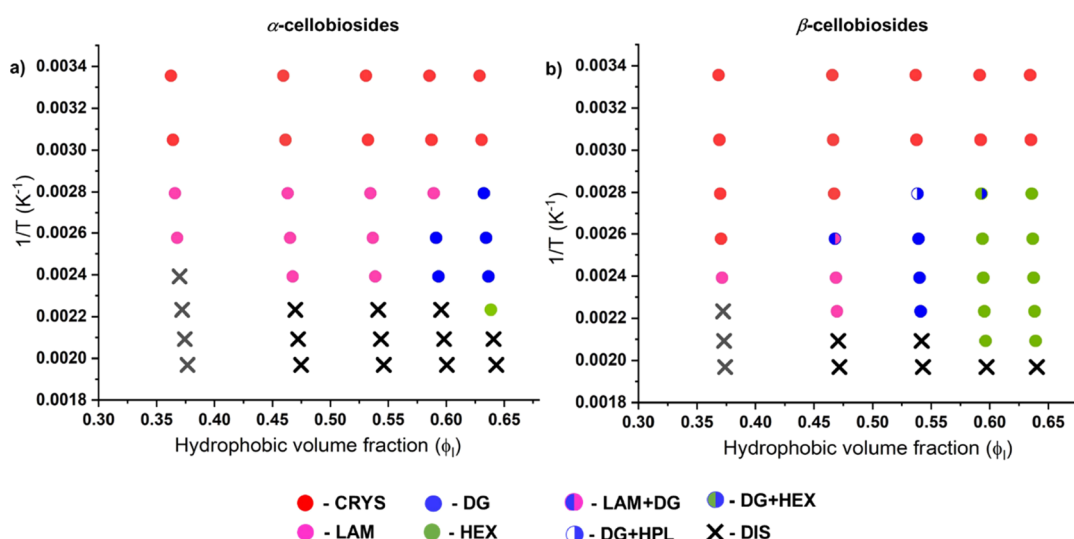 α-cellobiosides
β-cellobiosides
a)
0.0034
0.0032
0.0030
0.0028
0.0026
0.0024
0.0022
0.0020
0.0018
1/T (K⁻¹)
0.30 0.35 0.40 0.45 0.50 0.55 0.60 0.65
Hydrophobic volume fraction (ϕₗ)
b)
0.0034
0.0032
0.0030
0.0028
0.0026
0.0024
0.0022
0.0020
0.0018
1/T (K⁻¹)
0.30 0.35 0.40 0.45 0.50 0.55 0.60 0.65
Hydrophobic volume fraction (ϕₗ)
- CRYS - DG - LAM+DG - DG+HEX
- LAM - HEX - DG+HPL - DIS